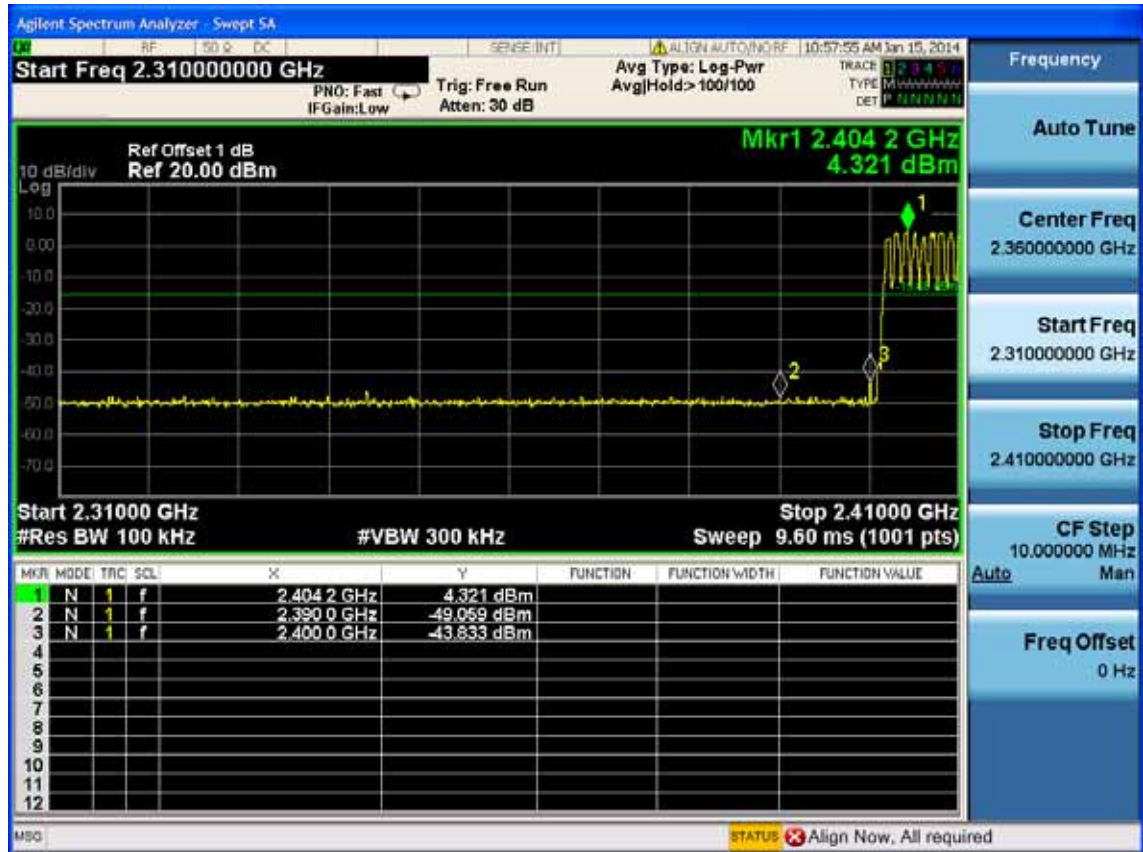 Agilent Spectrum Analyzer - Swept SA
RF 50 Ω DC SENSE:INT ALIGN AUTO/NO RF 10:57:55 AM Jan 15, 2014
Start Freq 2.310000000 GHz
PNO: Fast
IFGain:Low
Trig: Free Run
Atten: 30 dB
Avg Type: Log-Pwr
Avg|Hold:>100/100
TRACE 1 2 3 4 5 6
TYPE M
DET P N N N N N
Mkr1 2.404 2 GHz
4.321 dBm
Ref Offset 1 dB
10 dB/div Ref 20.00 dBm
Log
10.0
0.00
-10.0
-20.0
-30.0
-40.0
-50.0
-60.0
-70.0
1
2
3
Start 2.31000 GHz Stop 2.41000 GHz
#Res BW 100 kHz #VBW 300 kHz Sweep 9.60 ms (1001 pts)
MKR MODE TRC SCL X Y FUNCTION FUNCTION WIDTH FUNCTION VALUE
1 N 1 f 2.404 2 GHz 4.321 dBm
2 N 1 f 2.390 0 GHz -49.059 dBm
3 N 1 f 2.400 0 GHz -43.833 dBm
4
5
6
7
8
9
10
11
12
MSG STATUS Align Now, All required
Frequency
Auto Tune
Center Freq
2.360000000 GHz
Start Freq
2.310000000 GHz
Stop Freq
2.410000000 GHz
CF Step
10.000000 MHz
Auto Man
Freq Offset
0 Hz